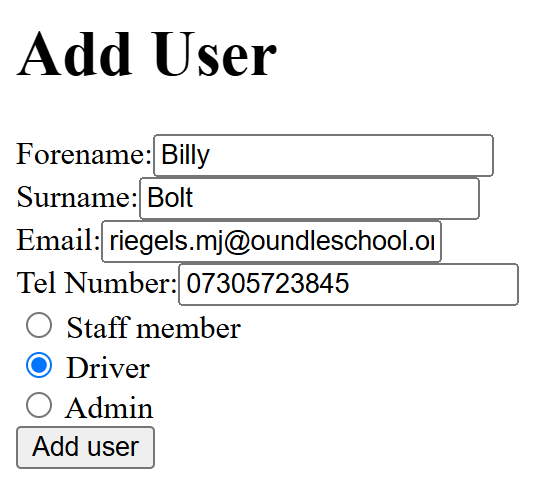 Add User
Forename: Billy
Surname: Bolt
Email: riegels.mj@oundleschool.or
Tel Number: 07305723845
Staff member
Driver
Admin
Add user